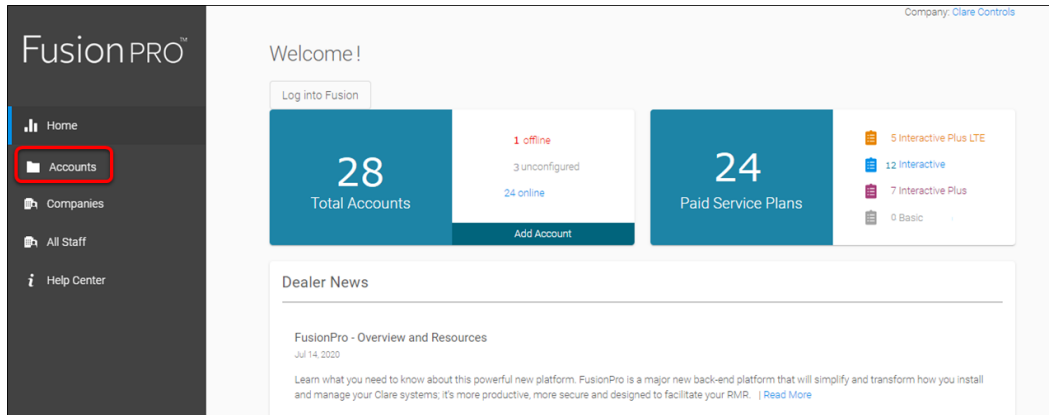 Company: Clare Controls
FusionPRO™
Welcome!
Log into Fusion
Home
Accounts
Companies
All Staff
Help Center
28
Total Accounts
1 offline
3 unconfigured
24 online
Add Account
24
Paid Service Plans
5 Interactive Plus LTE
12 Interactive
7 Interactive Plus
0 Basic
Dealer News
FusionPro - Overview and Resources
Jul 14, 2020
Learn what you need to know about this powerful new platform. FusionPro is a major new back-end platform that will simplify and transform how you install
and manage your Clare systems; it's more productive, more secure and designed to facilitate your RMR. | Read More